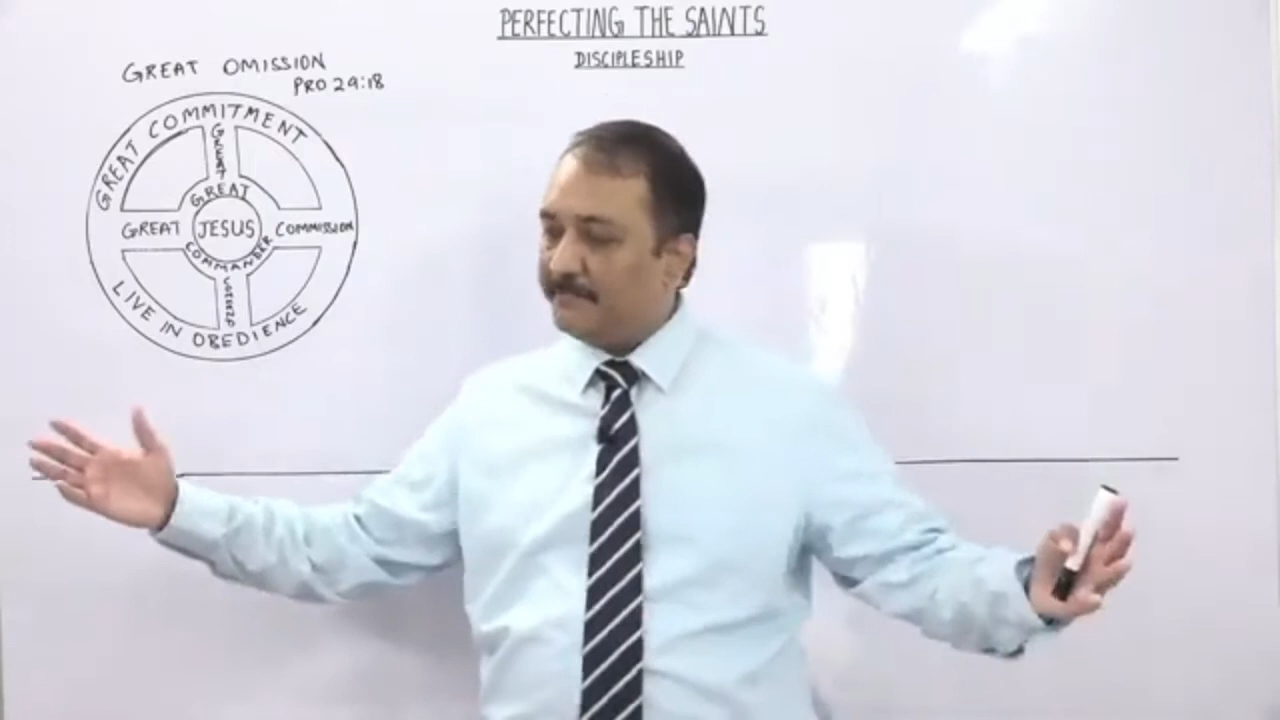 PERFECTING THE SAINTS
DISCIPLESHIP
GREAT OMISSION
PRO 29:18
GREAT COMMITMENT
GREAT
GREAT
GREAT JESUS COMMISSION
COMMANDER
LIVE IN OBEDIENCE